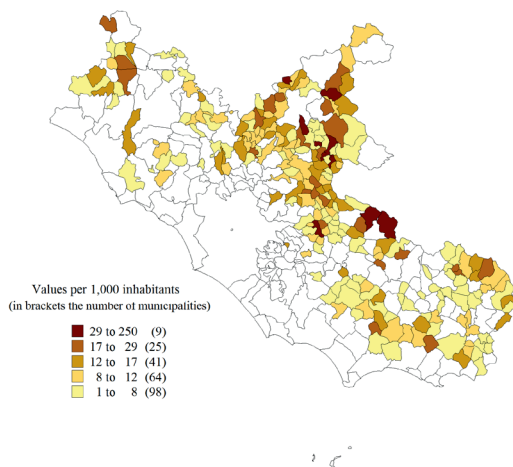 Values per 1,000 inhabitants
(in brackets the number of municipalities)
29 to 250 (9)
17 to 29 (25)
12 to 17 (41)
8 to 12 (64)
1 to 8 (98)